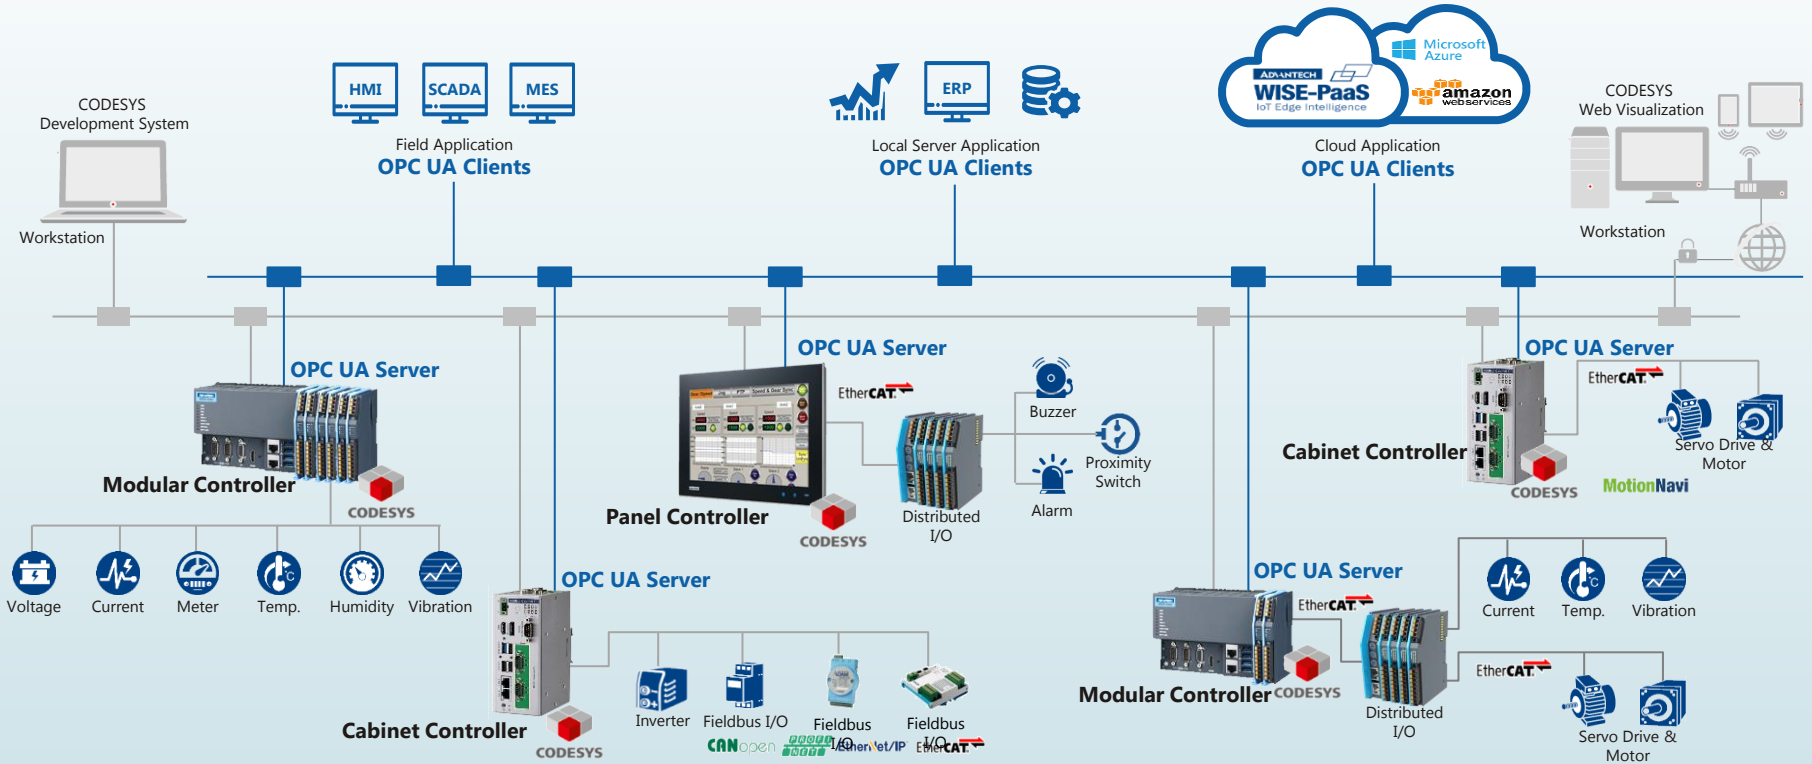 CODESYS
Development System
Workstation
HMI
SCADA
MES
Field Application
OPC UA Clients
ERP
Local Server Application
OPC UA Clients
ADVANTECH
WISE-PaaS
IoT Edge Intelligence
Microsoft
Azure
amazon
webservices
Cloud Application
OPC UA Clients
CODESYS
Web Visualization
Workstation
OPC UA Server
Modular Controller
CODESYS
Voltage
Current
Meter
Temp.
Humidity
Vibration
OPC UA Server
Cabinet Controller
CODESYS
Inverter
Fieldbus I/O
Fieldbus
I/O
Fieldbus
I/O
CANopen
PROFI
NET
EtherNet/IP
EtherCAT
OPC UA Server
EtherCAT
Speed & Gear Sync
Panel Controller
CODESYS
Distributed
I/O
Buzzer
Proximity
Switch
Alarm
OPC UA Server
EtherCAT
Modular Controller
CODESYS
Distributed
I/O
Current
Temp.
Vibration
EtherCAT
Servo Drive &
Motor
OPC UA Server
EtherCAT
Cabinet Controller
CODESYS
MotionNavi
Servo Drive &
Motor